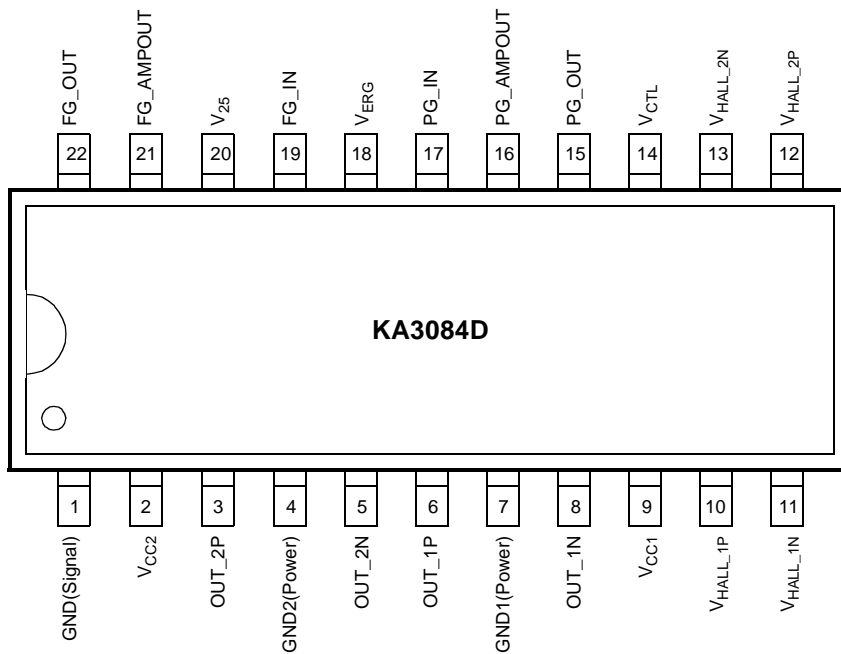 FG_OUT
FG_AMPOUT
V25
FG_IN
VERG
PG_IN
PG_AMPOUT
PG_OUT
VCTL
VHALL_2N
VHALL_2P
22 21 20 19 18 17 16 15 14 13 12
KA3084D
1 2 3 4 5 6 7 8 9 10 11
GND(Signal)
VCC2
OUT_2P
GND2(Power)
OUT_2N
OUT_1P
GND1(Power)
OUT_1N
VCC1
VHALL_1P
VHALL_1N